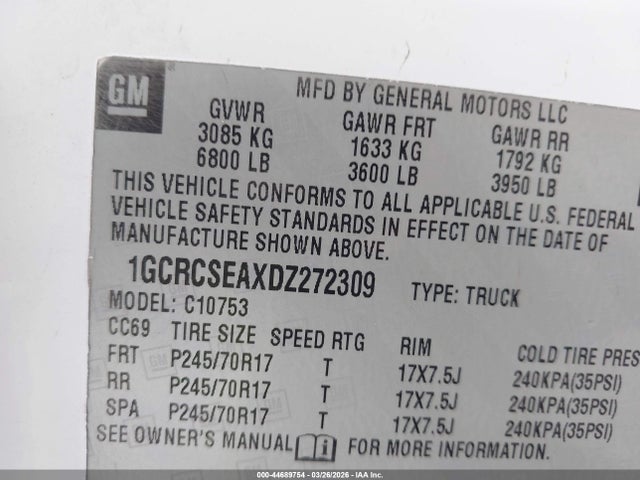 GM
MFD BY GENERAL MOTORS LLC
GVWR GAWR FRT GAWR RR
3085 KG 1633 KG 1792 KG
6800 LB 3600 LB 3950 LB
THIS VEHICLE CONFORMS TO ALL APPLICABLE U.S. FEDERAL
VEHICLE SAFETY STANDARDS IN EFFECT ON THE DATE OF
MANUFACTURE SHOWN ABOVE.
1GCRCSEAXDZ272309 TYPE: TRUCK
MODEL: C10753
CC69 TIRE SIZE SPEED RTG RIM COLD TIRE PRES
FRT P245/70R17 T 17X7.5J 240KPA(35PSI)
RR P245/70R17 T 17X7.5J 240KPA(35PSI)
SPA P245/70R17 T 17X7.5J 240KPA(35PSI)
SEE OWNER'S MANUAL i FOR MORE INFORMATION.
000-44689754 | 03/26/2026 - IAA Inc.